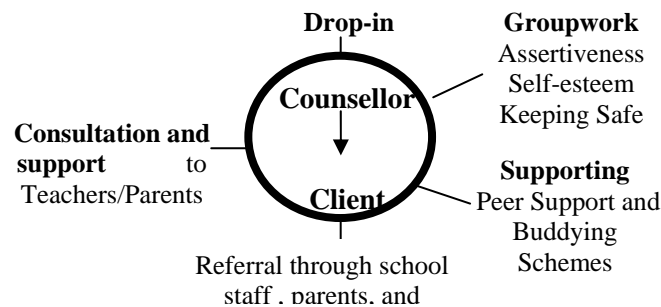 Drop-in
Groupwork
Assertiveness
Self-esteem
Keeping Safe
Counsellor
Consultation and
support to
Teachers/Parents
Client
Supporting
Peer Support and
Buddying
Schemes
Referral through school
staff , parents, and